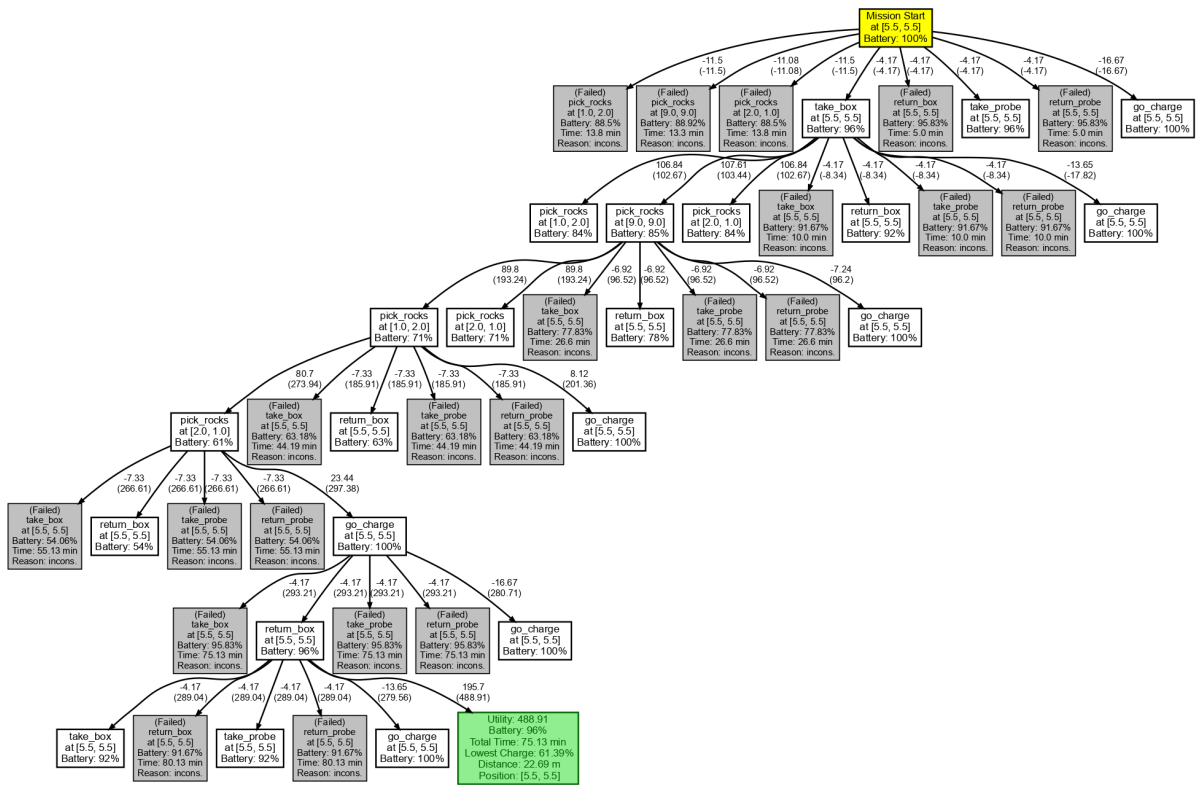 Mission Start
at [5.5, 5.5]
Battery: 100%
-11.5
(-11.5)
-11.08
(-11.08)
-11.5
(-11.5)
-4.17
(-4.17)
-4.17
(-4.17)
-4.17
(-4.17)
-4.17
(-4.17)
-16.67
(-16.67)
(Failed)
pick_rocks
at [1.0, 2.0]
Battery: 88.5%
Time: 13.8 min
Reason: incons.
(Failed)
pick_rocks
at [9.0, 9.0]
Battery: 88.92%
Time: 13.3 min
Reason: incons.
(Failed)
pick_rocks
at [2.0, 1.0]
Battery: 88.5%
Time: 13.8 min
Reason: incons.
take_box
at [5.5, 5.5]
Battery: 96%
(Failed)
return_box
at [5.5, 5.5]
Battery: 95.83%
Time: 5.0 min
Reason: incons.
take_probe
at [5.5, 5.5]
Battery: 96%
(Failed)
return_probe
at [5.5, 5.5]
Battery: 95.83%
Time: 5.0 min
Reason: incons.
go_charge
at [5.5, 5.5]
Battery: 100%
106.84
(102.67)
107.61
(103.44)
106.84
(102.67)
-4.17
(-8.34)
-4.17
(-8.34)
-4.17
(-8.34)
-4.17
(-8.34)
-13.65
(-17.82)
pick_rocks
at [1.0, 2.0]
Battery: 84%
pick_rocks
at [9.0, 9.0]
Battery: 85%
pick_rocks
at [2.0, 1.0]
Battery: 84%
(Failed)
take_box
at [5.5, 5.5]
Battery: 91.67%
Time: 10.0 min
Reason: incons.
return_box
at [5.5, 5.5]
Battery: 92%
(Failed)
take_probe
at [5.5, 5.5]
Battery: 91.67%
Time: 10.0 min
Reason: incons.
(Failed)
return_probe
at [5.5, 5.5]
Battery: 91.67%
Time: 10.0 min
Reason: incons.
go_charge
at [5.5, 5.5]
Battery: 100%
89.8
(193.24)
89.8
(193.24)
-6.92
(96.52)
-6.92
(96.52)
-6.92
(96.52)
-6.92
(96.52)
-7.24
(96.2)
pick_rocks
at [1.0, 2.0]
Battery: 71%
pick_rocks
at [2.0, 1.0]
Battery: 71%
(Failed)
take_box
at [5.5, 5.5]
Battery: 77.83%
Time: 26.6 min
Reason: incons.
return_box
at [5.5, 5.5]
Battery: 78%
(Failed)
take_probe
at [5.5, 5.5]
Battery: 77.83%
Time: 26.6 min
Reason: incons.
(Failed)
return_probe
at [5.5, 5.5]
Battery: 77.83%
Time: 26.6 min
Reason: incons.
go_charge
at [5.5, 5.5]
Battery: 100%
80.7
(273.94)
-7.33
(185.91)
-7.33
(185.91)
-7.33
(185.91)
-7.33
(185.91)
8.12
(201.36)
pick_rocks
at [2.0, 1.0]
Battery: 61%
(Failed)
take_box
at [5.5, 5.5]
Battery: 63.18%
Time: 44.19 min
Reason: incons.
return_box
at [5.5, 5.5]
Battery: 63%
(Failed)
take_probe
at [5.5, 5.5]
Battery: 63.18%
Time: 44.19 min
Reason: incons.
(Failed)
return_probe
at [5.5, 5.5]
Battery: 63.18%
Time: 44.19 min
Reason: incons.
go_charge
at [5.5, 5.5]
Battery: 100%
-7.33
(266.61)
-7.33
(266.61)
-7.33
(266.61)
-7.33
(266.61)
23.44
(297.38)
(Failed)
take_box
at [5.5, 5.5]
Battery: 54.06%
Time: 55.13 min
Reason: incons.
return_box
at [5.5, 5.5]
Battery: 54%
(Failed)
take_probe
at [5.5, 5.5]
Battery: 54.06%
Time: 55.13 min
Reason: incons.
(Failed)
return_probe
at [5.5, 5.5]
Battery: 54.06%
Time: 55.13 min
Reason: incons.
go_charge
at [5.5, 5.5]
Battery: 100%
-4.17
(293.21)
-4.17
(293.21)
-4.17
(293.21)
-4.17
(293.21)
-16.67
(280.71)
(Failed)
take_box
at [5.5, 5.5]
Battery: 95.83%
Time: 75.13 min
Reason: incons.
return_box
at [5.5, 5.5]
Battery: 96%
(Failed)
take_probe
at [5.5, 5.5]
Battery: 95.83%
Time: 75.13 min
Reason: incons.
(Failed)
return_probe
at [5.5, 5.5]
Battery: 95.83%
Time: 75.13 min
Reason: incons.
go_charge
at [5.5, 5.5]
Battery: 100%
-4.17
(289.04)
-4.17
(289.04)
-4.17
(289.04)
-4.17
(289.04)
-13.65
(279.56)
195.7
(488.91)
take_box
at [5.5, 5.5]
Battery: 92%
(Failed)
return_box
at [5.5, 5.5]
Battery: 91.67%
Time: 80.13 min
Reason: incons.
take_probe
at [5.5, 5.5]
Battery: 92%
(Failed)
return_probe
at [5.5, 5.5]
Battery: 91.67%
Time: 80.13 min
Reason: incons.
go_charge
at [5.5, 5.5]
Battery: 100%
Utility: 488.91
Battery: 96%
Total Time: 75.13 min
Lowest Charge: 61.39%
Distance: 22.69 m
Position: [5.5, 5.5]